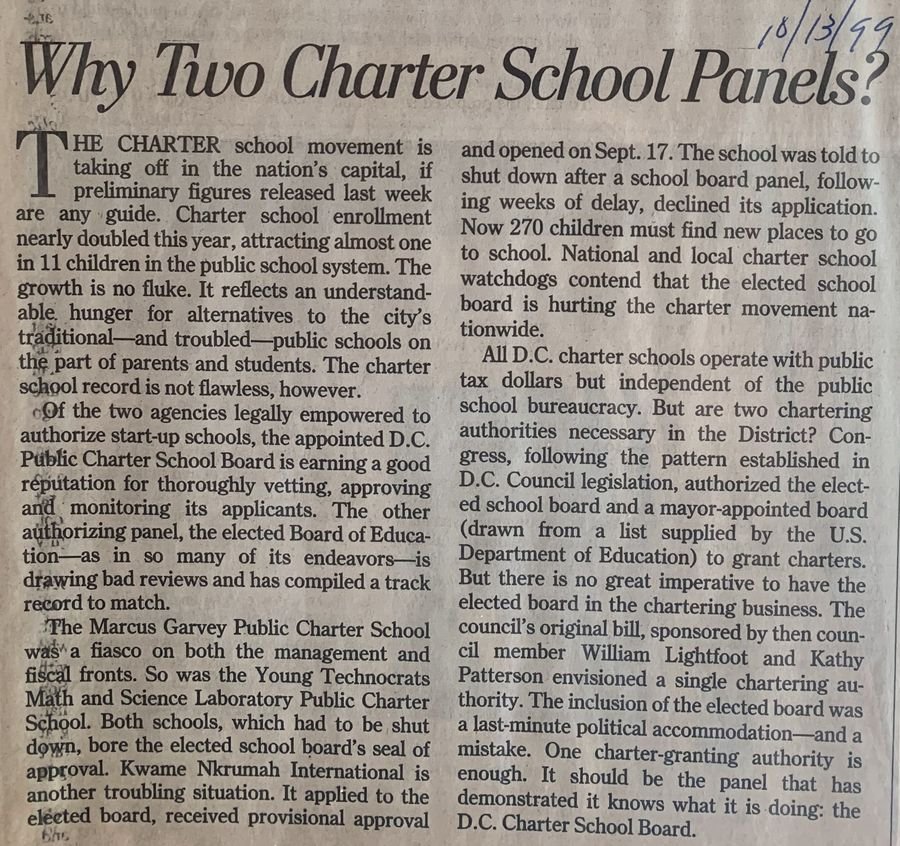 10/13/99
Why Two Charter School Panels?
THE CHARTER school movement is
taking off in the nation's capital, if
preliminary figures released last week
are any guide. Charter school enrollment
nearly doubled this year, attracting almost one
in 11 children in the public school system. The
growth is no fluke. It reflects an understand-
able hunger for alternatives to the city's
traditional—and troubled—public schools on
the part of parents and students. The charter
school record is not flawless, however.
Of the two agencies legally empowered to
authorize start-up schools, the appointed D.C.
Public Charter School Board is earning a good
reputation for thoroughly vetting, approving
and monitoring its applicants. The other
authorizing panel, the elected Board of Educa-
tion—as in so many of its endeavors—is
drawing bad reviews and has compiled a track
record to match.
The Marcus Garvey Public Charter School
was a fiasco on both the management and
fiscal fronts. So was the Young Technocrats
Math and Science Laboratory Public Charter
School. Both schools, which had to be shut
down, bore the elected school board's seal of
approval. Kwame Nkrumah International is
another troubling situation. It applied to the
elected board, received provisional approval
and opened on Sept. 17. The school was told to
shut down after a school board panel, follow-
ing weeks of delay, declined its application.
Now 270 children must find new places to go
to school. National and local charter school
watchdogs contend that the elected school
board is hurting the charter movement na-
tionwide.
All D.C. charter schools operate with public
tax dollars but independent of the public
school bureaucracy. But are two chartering
authorities necessary in the District? Con-
gress, following the pattern established in
D.C. Council legislation, authorized the elect-
ed school board and a mayor-appointed board
(drawn from a list supplied by the U.S.
Department of Education) to grant charters.
But there is no great imperative to have the
elected board in the chartering business. The
council's original bill, sponsored by then coun-
cil member William Lightfoot and Kathy
Patterson envisioned a single chartering au-
thority. The inclusion of the elected board was
a last-minute political accommodation—and a
mistake. One charter-granting authority is
enough. It should be the panel that has
demonstrated it knows what it is doing: the
D.C. Charter School Board.